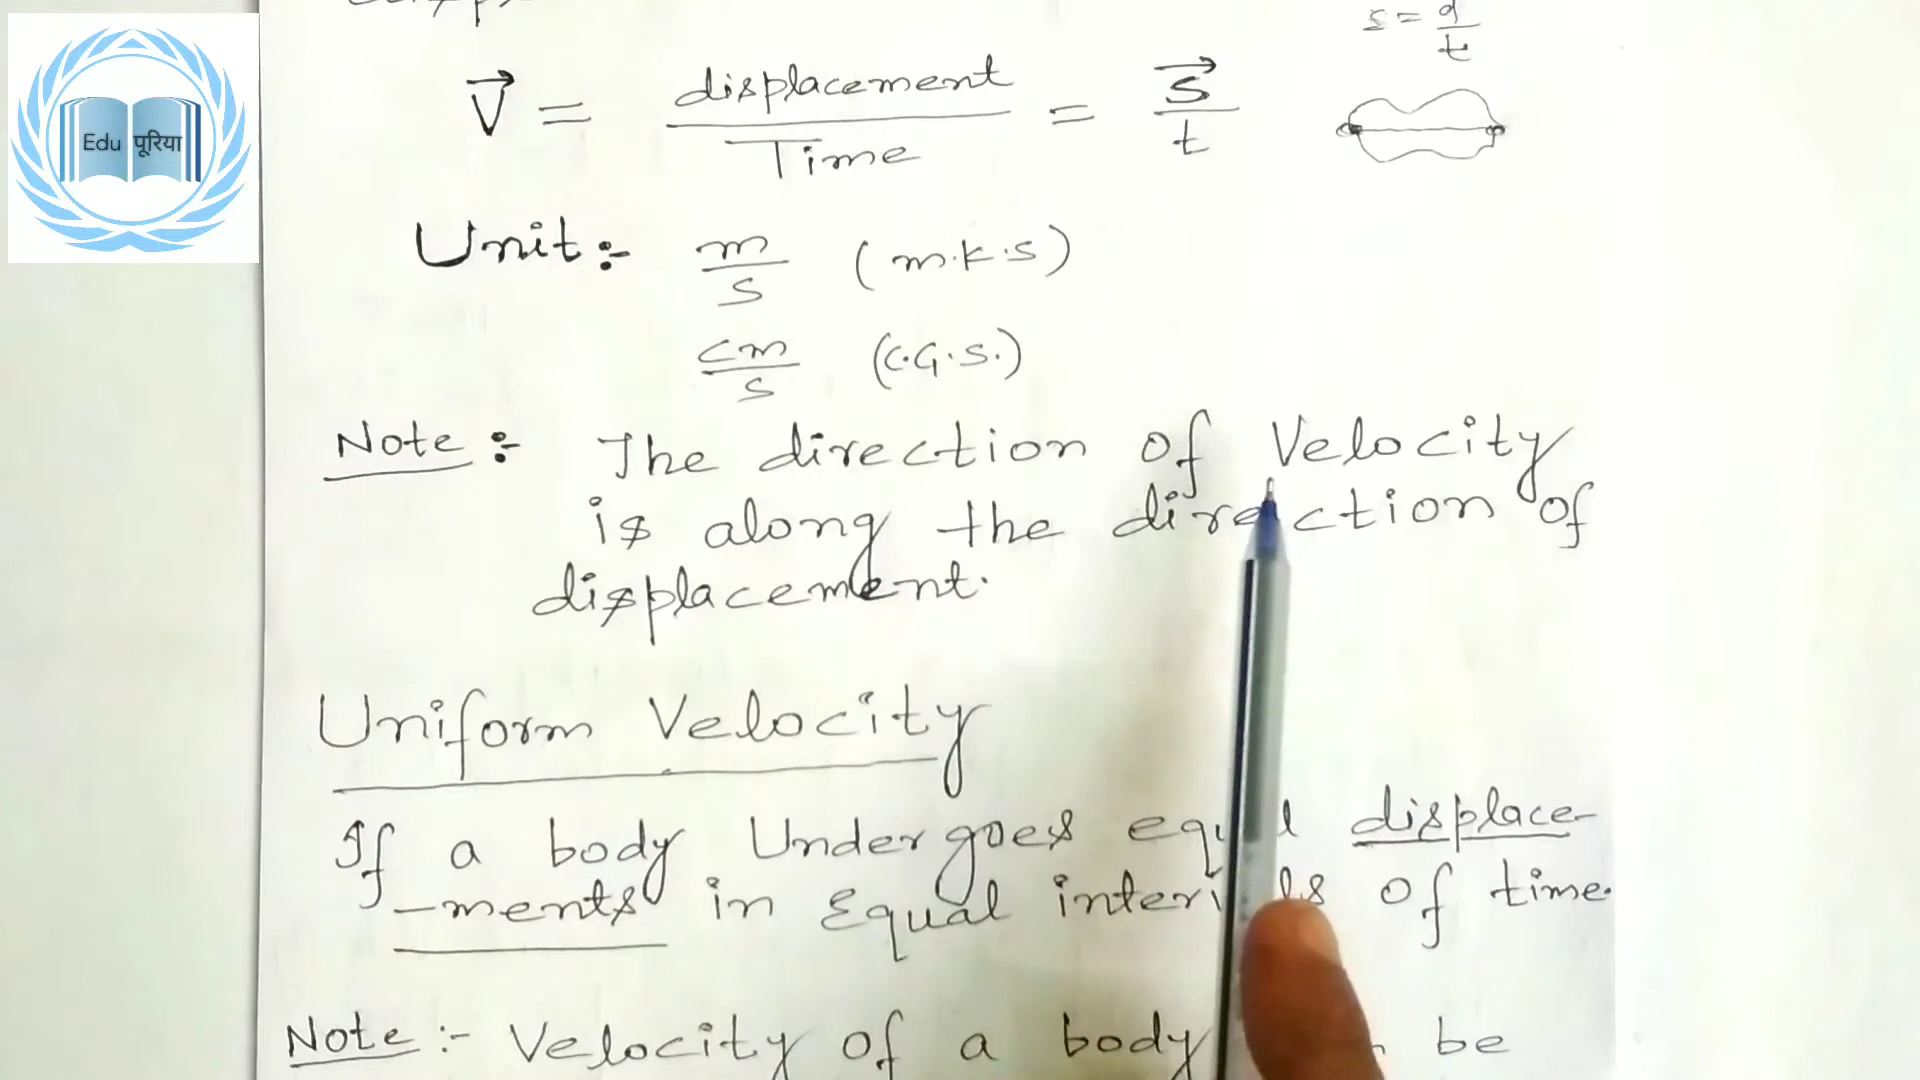 Edu पूरिया
s = d/t
V⃗ = displacement/Time = s⃗/t
Unit:- m/s (m.k.s)
cm/s (C.G.S.)
Note:- The direction of Velocity
is along the direction of
displacement.
Uniform Velocity
If a body Undergoes equal displace-
-ments in Equal intervals of time.
Note:- Velocity of a body be